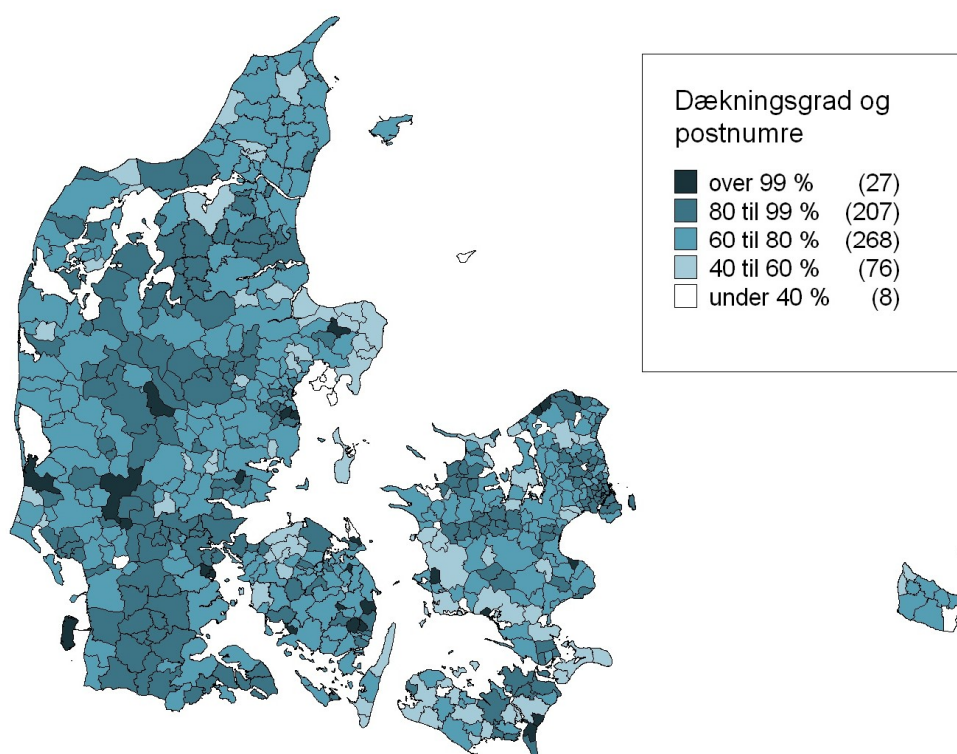 Dækningsgrad og
postnumre
over 99 % (27)
80 til 99 % (207)
60 til 80 % (268)
40 til 60 % (76)
under 40 % (8)